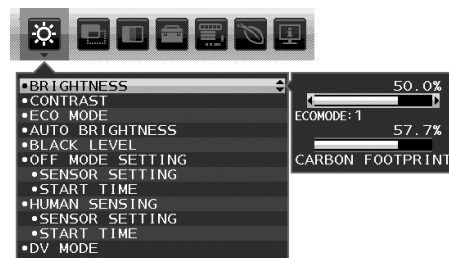 •BRIGHTNESS
•CONTRAST
•ECO MODE
•AUTO BRIGHTNESS
•BLACK LEVEL
•OFF MODE SETTING
•SENSOR SETTING
•START TIME
•HUMAN SENSING
•SENSOR SETTING
•START TIME
•DV MODE
50.0%
ECOMODE:1
57.7%
CARBON FOOTPRINT